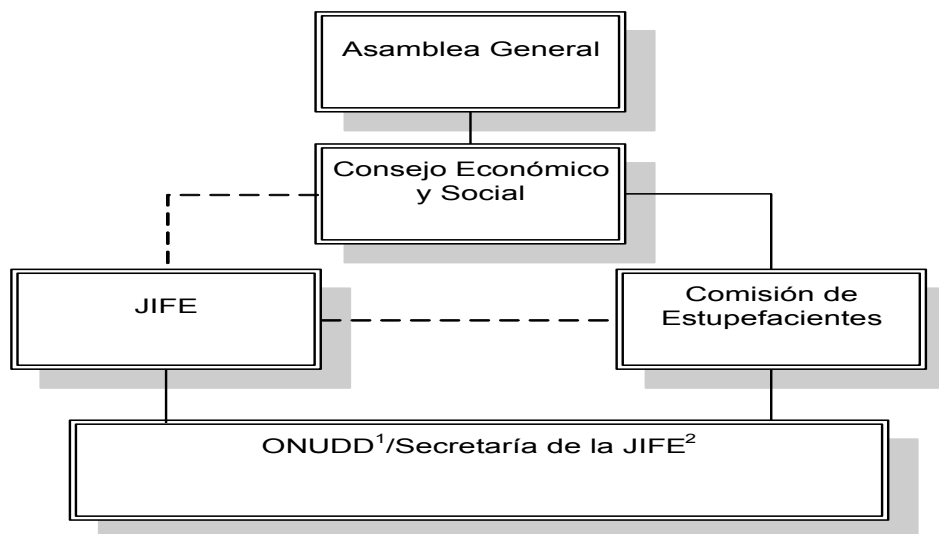 Asamblea General
Consejo Económico
y Social
JIFE
Comisión de
Estupefacientes
ONUDD¹/Secretaría de la JIFE²